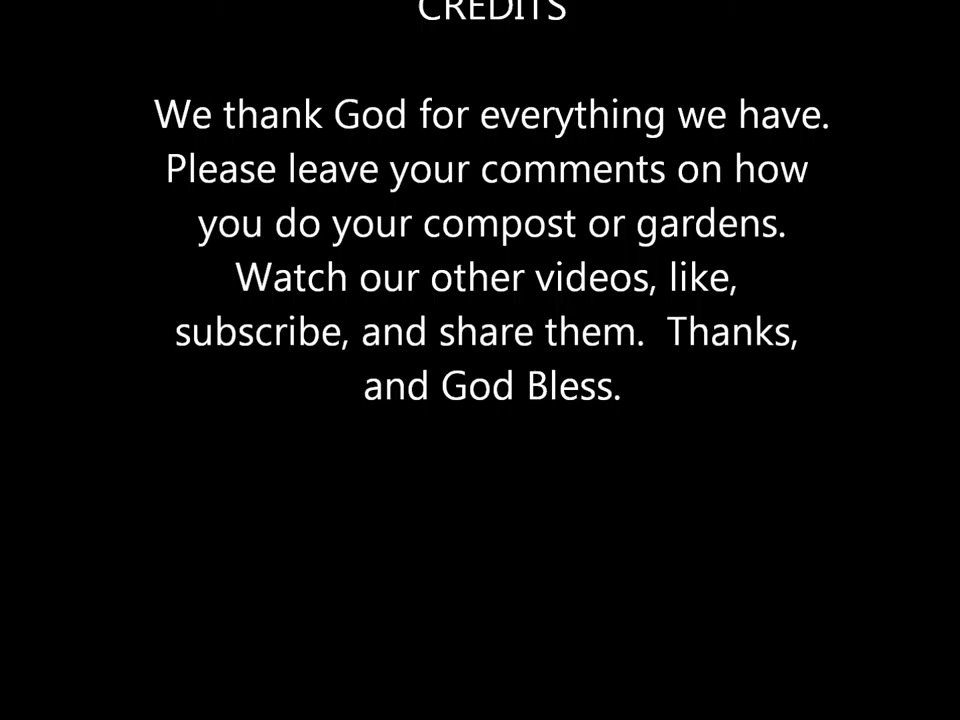 CREDITS
We thank God for everything we have.
Please leave your comments on how
you do your compost or gardens.
Watch our other videos, like,
subscribe, and share them.  Thanks,
and God Bless.